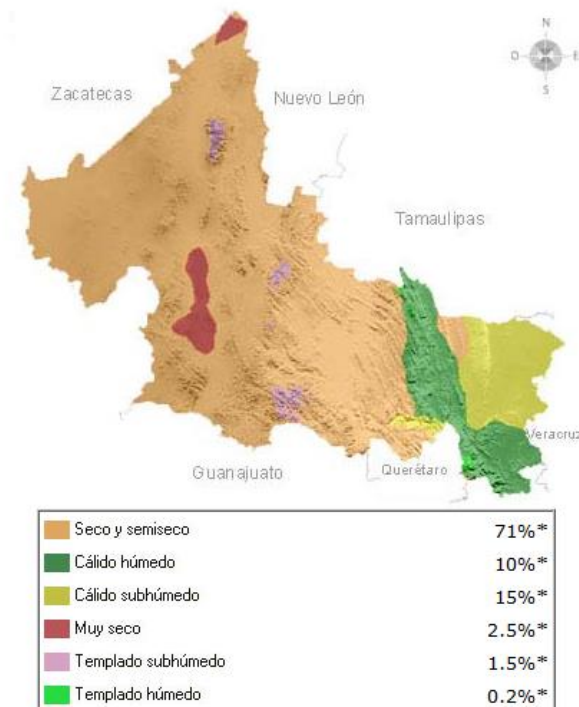 N
O E
S
Zacatecas
Nuevo León
Tamaulipas
Veracruz
Querétaro
Guanajuato
Seco y semiseco 71%*
Cálido húmedo 10%*
Cálido subhúmedo 15%*
Muy seco 2.5%*
Templado subhúmedo 1.5%*
Templado húmedo 0.2%*